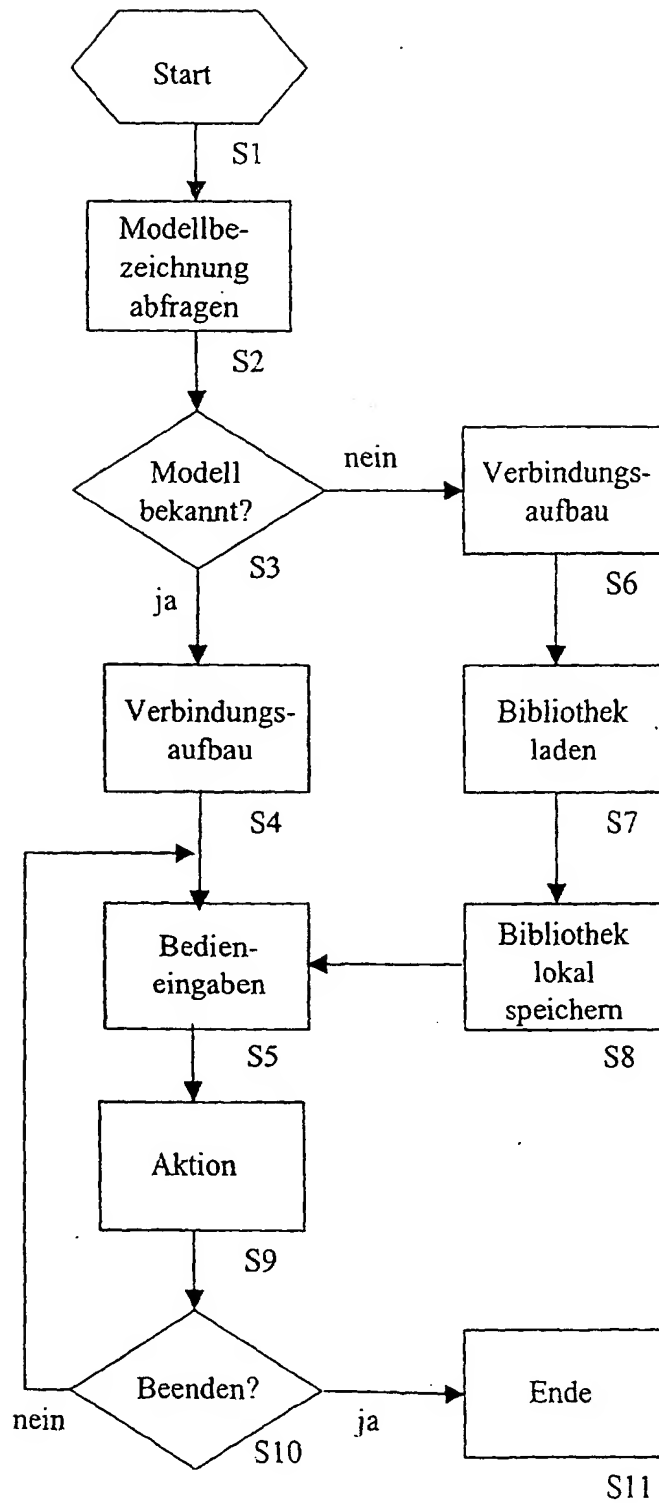 Start
S1
Modellbe-
zeichnung
abfragen
S2
Modell
bekannt?
S3
nein
Verbindungs-
aufbau
S6
ja
Verbindungs-
aufbau
S4
Bibliothek
laden
S7
Bedien-
eingaben
S5
Bibliothek
lokal
speichern
S8
Aktion
S9
Beenden?
S10
nein
ja
Ende
S11